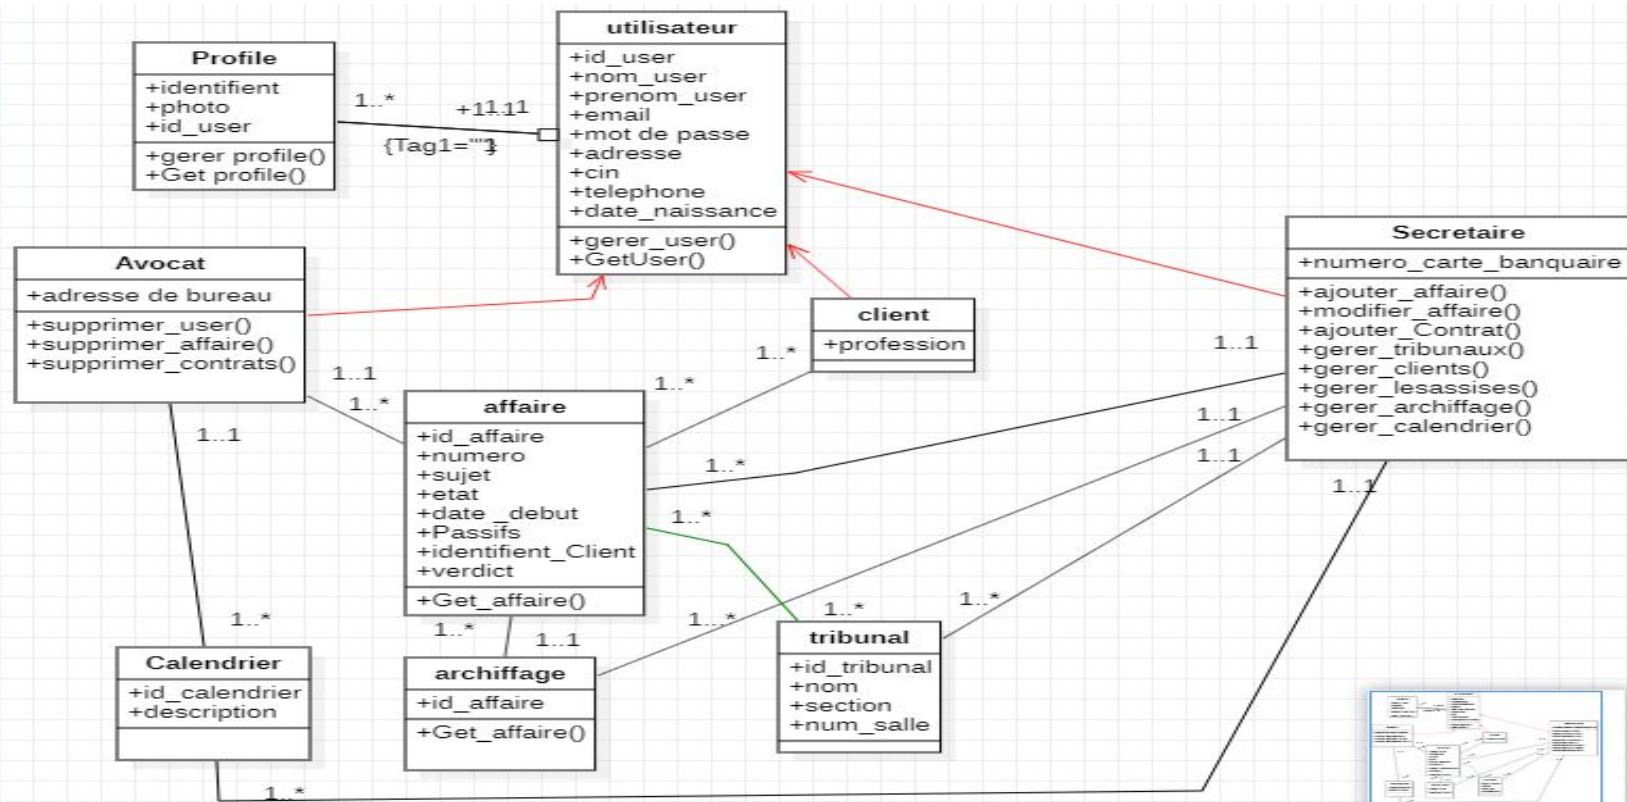 utilisateur
+id_user
+nom_user
+prenom_user
+email
+mot de passe
+adresse
+cin
+telephone
+date_naissance
+gerer_user()
+GetUser()
Profile
+identifient
+photo
+id_user
+gerer profile()
+Get profile()
1..*
{Tag1=""}
Secretaire
+numero_carte_banquaire
+ajouter_affaire()
+modifier_affaire()
+ajouter_Contrat()
+gerer_tribunaux()
+gerer_clients()
+gerer_lesassises()
+gerer_archiffage()
+gerer_calendrier()
Avocat
+adresse de bureau
+supprimer_user()
+supprimer_affaire()
+supprimer_contrats()
client
+profession
1..1
1..*
1..*
1..1
1..*
affaire
+id_affaire
+numero
+sujet
+etat
+date _debut
+Passifs
+identifient_Client
+verdict
+Get_affaire()
1..1
1..1
1..1
1..*
1..1
1..*
1..*
1..*
1..*
1..1
1...*
1..*
Calendrier
+id_calendrier
+description
archiffage
+id_affaire
+Get_affaire()
tribunal
+id_tribunal
+nom
+section
+num_salle
1..*